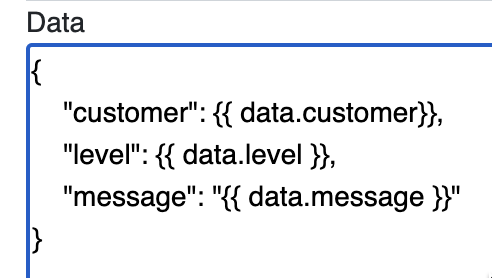 Data
{
"customer": {{ data.customer}},
"level": {{ data.level }},
"message": "{{ data.message }}"
}